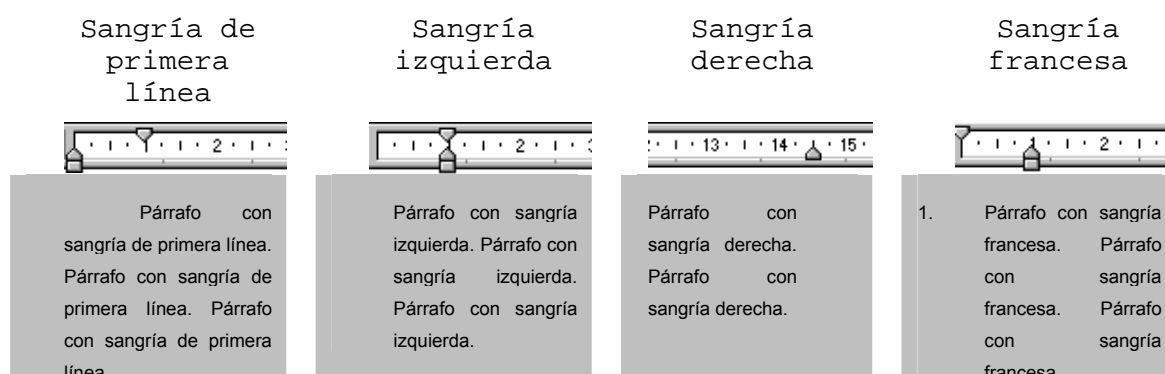 Sangría de
primera
línea
· ı · · ı · 2 · ı ·
Párrafo con
sangría de primera línea.
Párrafo con sangría de
primera línea. Párrafo
con sangría de primera
línea
Sangría
izquierda
· ı · · ı · 2 · ı ·
Párrafo con sangría
izquierda. Párrafo con
sangría izquierda.
Párrafo con sangría
izquierda.
Sangría
derecha
· ı · 13 · ı · 14 · · 15 ·
Párrafo con
sangría derecha.
Párrafo con
sangría derecha.
Sangría
francesa
· ı · 1 · ı · 2 · ı ·
1. Párrafo con sangría
francesa. Párrafo
con sangría
francesa. Párrafo
con sangría
francesa